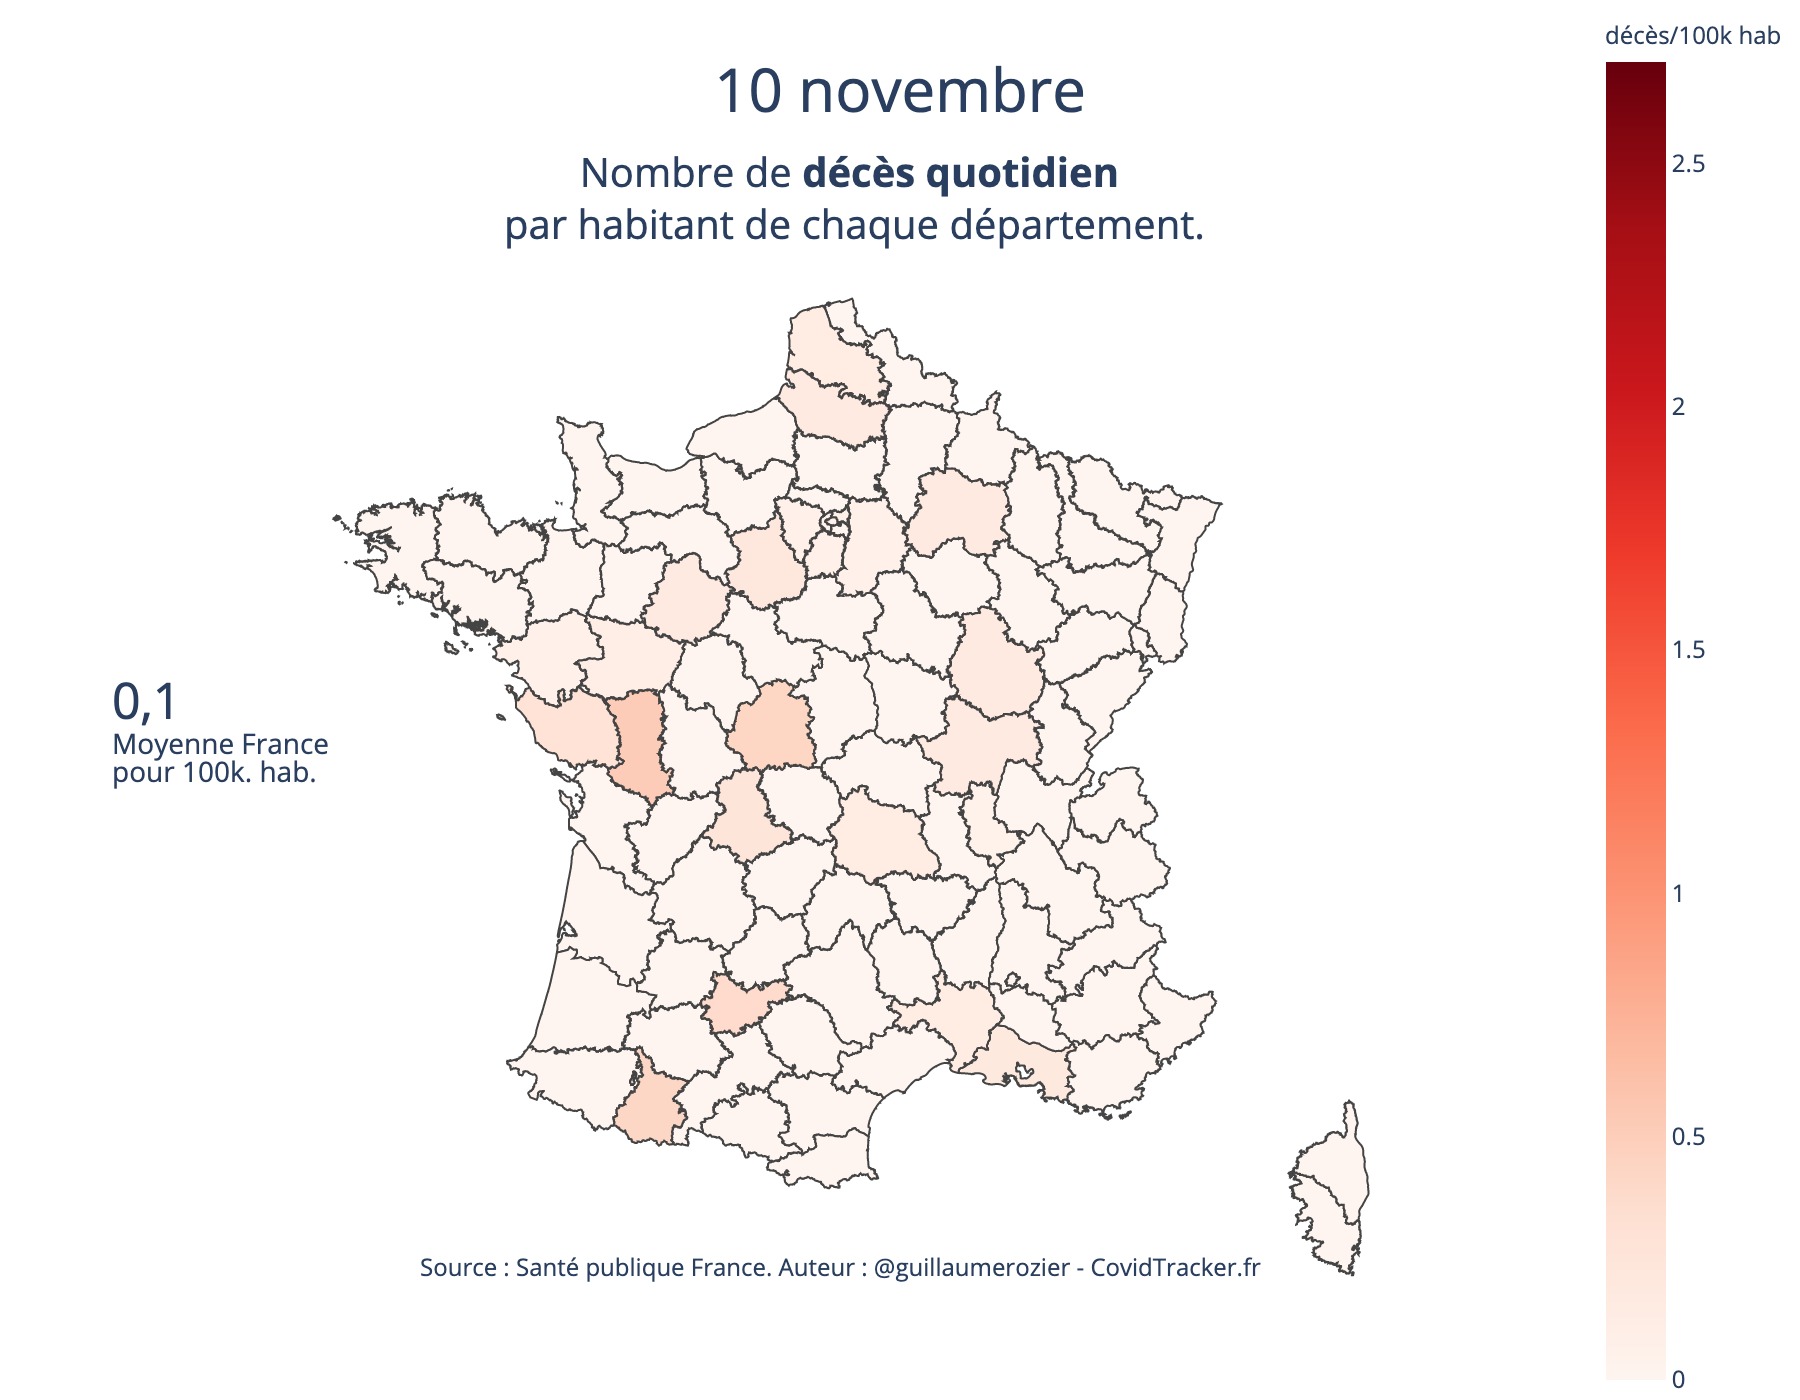 décès/100k hab
10 novembre
Nombre de décès quotidien
par habitant de chaque département.
2.5
2
1.5
1
0.5
0
0,1
Moyenne France
pour 100k. hab.
Source : Santé publique France. Auteur : @guillaumerozier - CovidTracker.fr